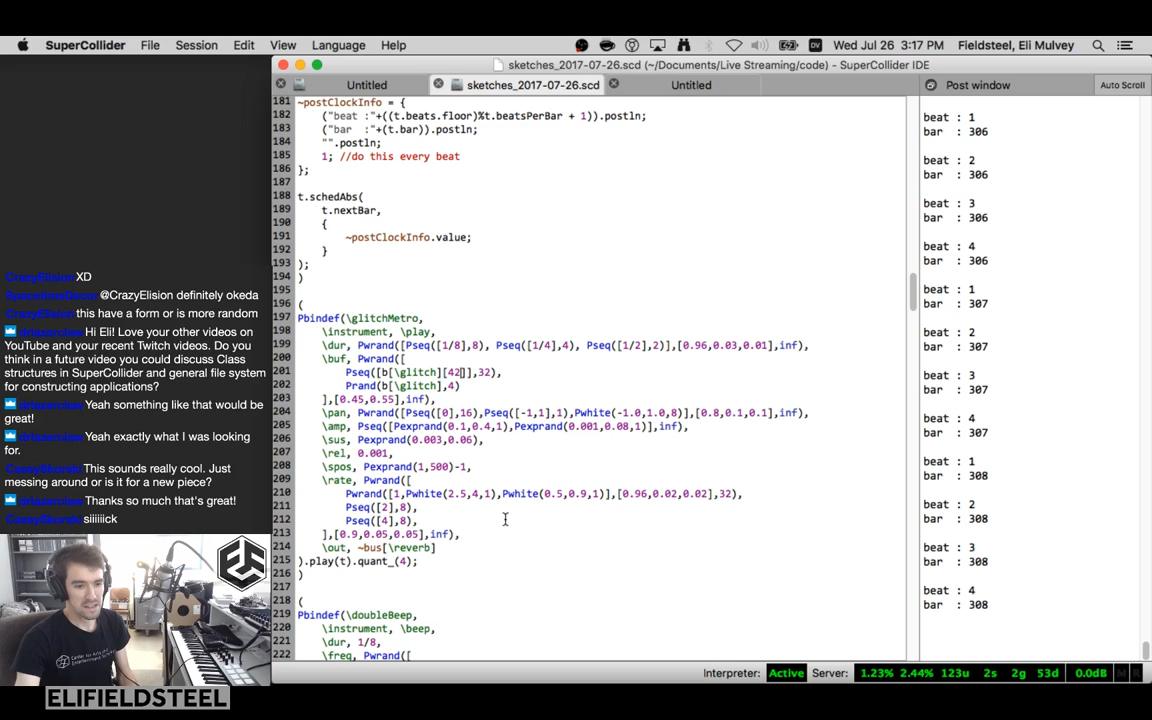 SuperCollider File Session Edit View Language Help
Wed Jul 26 3:17 PM Fieldsteel, Eli Mulvey
sketches_2017-07-26.scd (~/Documents/Live Streaming/code) - SuperCollider IDE
Untitled
sketches_2017-07-26.scd
Untitled
Post window
Auto Scroll
181 ~postClockInfo = {
182 ("beat :"+((t.beats.floor)%t.beatsPerBar + 1)).postln;
183 ("bar  :"+(t.bar)).postln;
184 "".postln;
185 1; //do this every beat
186 };
187
188 t.schedAbs(
189 t.nextBar,
190 {
191 ~postClockInfo.value;
192 }
193 );
194 )
195
196 (
197 Pbindef(\glitchMetro,
198 \instrument, \play,
199 \dur, Pwrand([Pseq([1/8],8), Pseq([1/4],4), Pseq([1/2],2)],[0.96,0.03,0.01],inf),
200 \buf, Pwrand([
201 Pseq([b[\glitch][42]],32),
202 Prand(b[\glitch],4)
203 ],[0.45,0.55],inf),
204 \pan, Pwrand([Pseq([0],16),Pseq([-1,1],1),Pwhite(-1.0,1.0,8)],[0.8,0.1,0.1],inf),
205 \amp, Pseq([Pexprand(0.1,0.4,1),Pexprand(0.001,0.08,1)],inf),
206 \sus, Pexprand(0.003,0.06),
207 \rel, 0.001,
208 \spos, Pexprand(1,500)-1,
209 \rate, Pwrand([
210 Pwrand([1,Pwhite(2.5,4,1),Pwhite(0.5,0.9,1)],[0.96,0.02,0.02],32),
211 Pseq([2],8),
212 Pseq([4],8),
213 ],[0.9,0.05,0.05],inf),
214 \out, ~bus[\reverb]
215 ).play(t).quant_(4);
216 )
217
218 (
219 Pbindef(\doubleBeep,
220 \instrument, \beep,
221 \dur, 1/8,
222 \freq, Pwrand([
beat : 1
bar  : 306
beat : 2
bar  : 306
beat : 3
bar  : 306
beat : 4
bar  : 306
beat : 1
bar  : 307
beat : 2
bar  : 307
beat : 3
bar  : 307
beat : 4
bar  : 307
beat : 1
bar  : 308
beat : 2
bar  : 308
beat : 3
bar  : 308
beat : 4
bar  : 308
Interpreter: Active Server: 1.23% 2.44% 123u 2s 2g 53d 0.0dB M R
CrazyElision XD
@CrazyElision definitely okeda
CrazyElision this have a form or is more random
Hi Eli! Love your other videos on
YouTube and your recent Twitch videos. Do you
think in a future video you could discuss Class
structures in SuperCollider and general file system
for constructing applications?
Yeah something like that would be
great!
Yeah exactly what I was looking
for.
This sounds really cool. Just
messing around or is it for a new piece?
Thanks so much that's great!
siiiiiick
ELIFIELDSTEEL